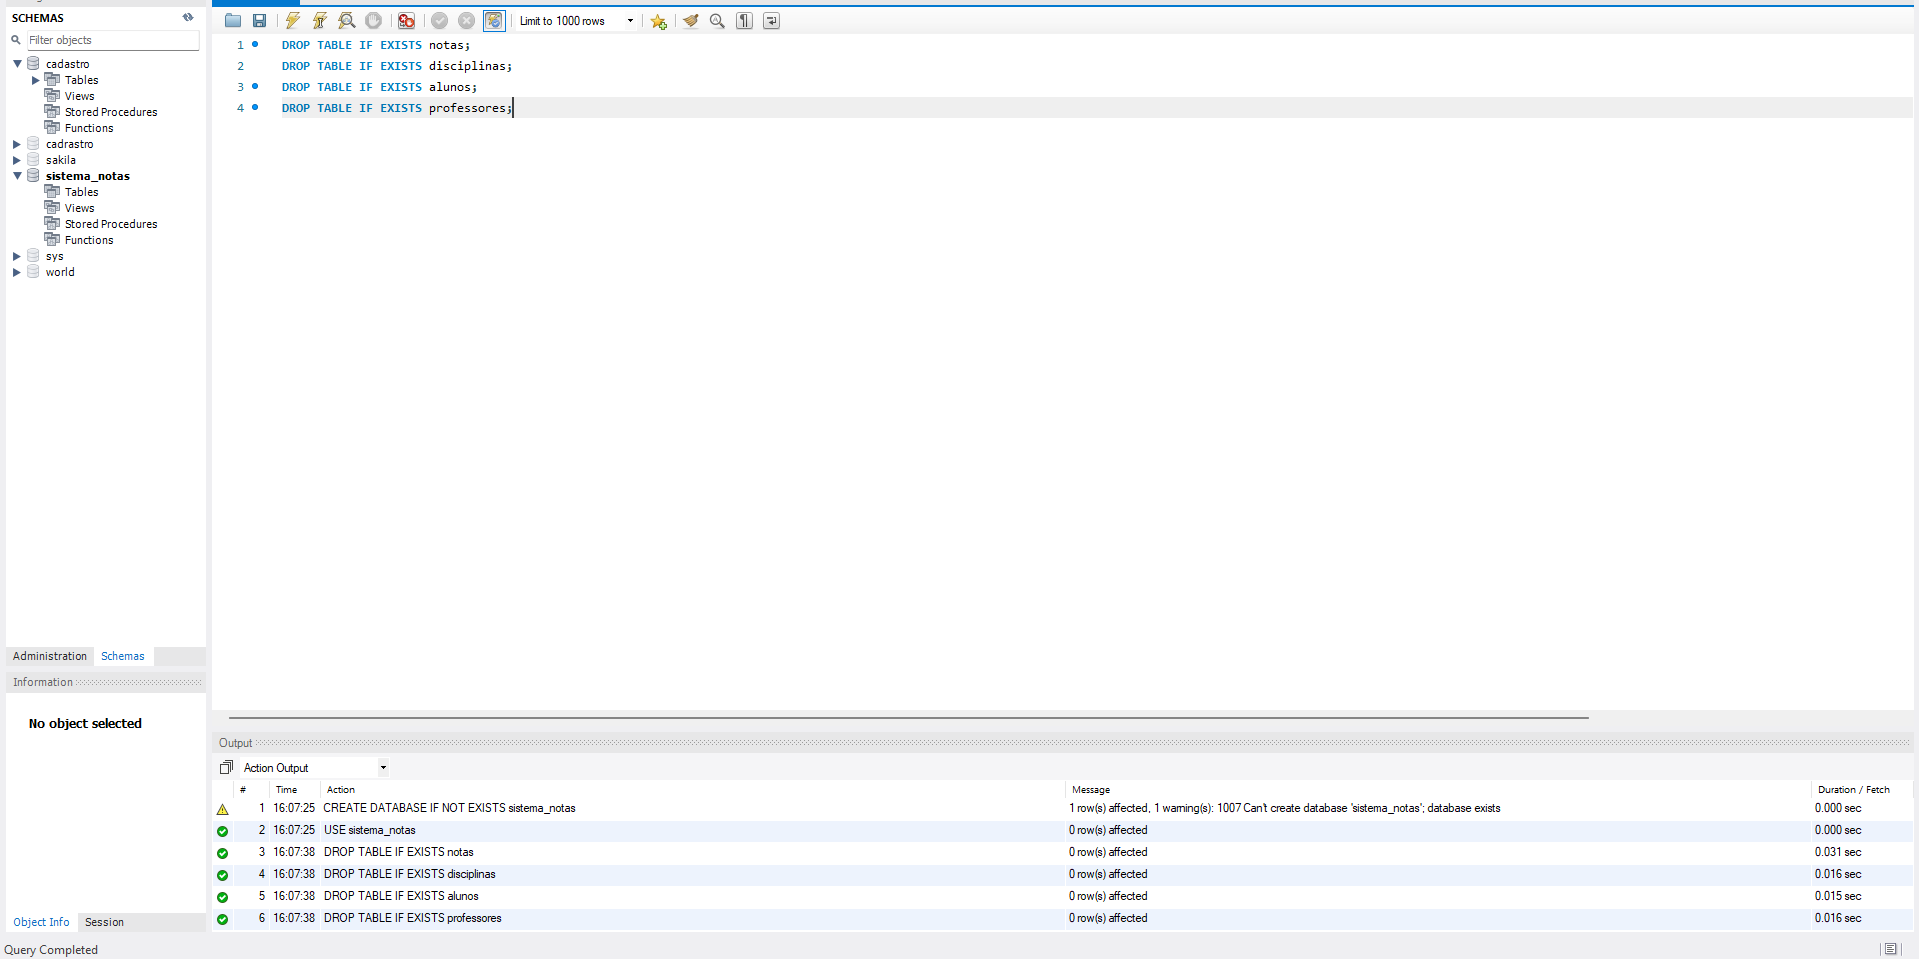 SCHEMAS
Filter objects
cadastro
Tables
Views
Stored Procedures
Functions
cadrastro
sakila
sistema_notas
Tables
Views
Stored Procedures
Functions
sys
world
Administration Schemas
Information
No object selected
Object Info Session
Query Completed
Limit to 1000 rows
1 DROP TABLE IF EXISTS notas;
2 DROP TABLE IF EXISTS disciplinas;
3 DROP TABLE IF EXISTS alunos;
4 DROP TABLE IF EXISTS professores;
Output
Action Output
# Time Action Message Duration / Fetch
1 16:07:25 CREATE DATABASE IF NOT EXISTS sistema_notas 1 row(s) affected, 1 warning(s): 1007 Can't create database 'sistema_notas'; database exists 0.000 sec
2 16:07:25 USE sistema_notas 0 row(s) affected 0.000 sec
3 16:07:38 DROP TABLE IF EXISTS notas 0 row(s) affected 0.031 sec
4 16:07:38 DROP TABLE IF EXISTS disciplinas 0 row(s) affected 0.016 sec
5 16:07:38 DROP TABLE IF EXISTS alunos 0 row(s) affected 0.015 sec
6 16:07:38 DROP TABLE IF EXISTS professores 0 row(s) affected 0.016 sec